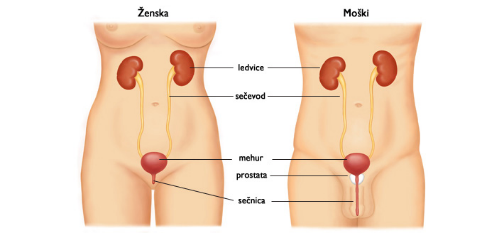 Ženska
Moški
ledvice
sečevod
mehur
prostata
sečnica